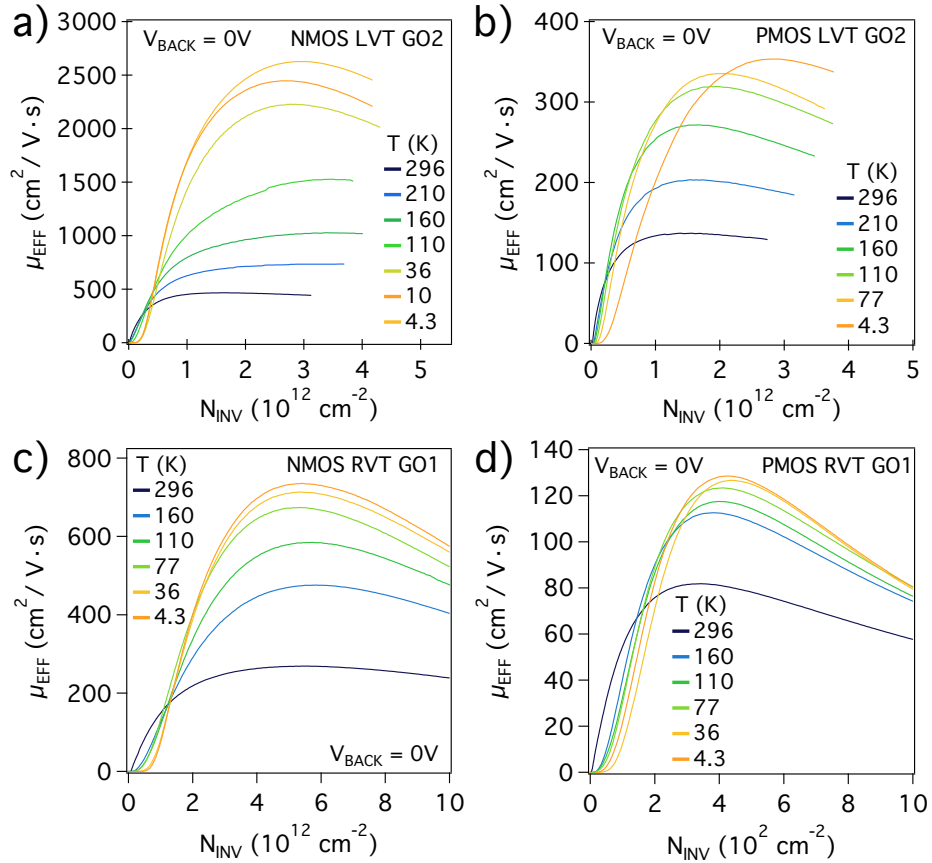 a)
V_BACK = 0V
NMOS LVT GO2
3000
2500
2000
1500
1000
500
0
μ_EFF (cm² / V · s)
T (K)
296
210
160
110
36
10
4.3
0 1 2 3 4 5
N_INV (10¹² cm⁻²)
b)
V_BACK = 0V
PMOS LVT GO2
400
300
200
100
0
μ_EFF (cm² / V · s)
T (K)
296
210
160
110
77
4.3
0 1 2 3 4 5
N_INV (10¹² cm⁻²)
c)
T (K)
NMOS RVT GO1
296
160
110
77
36
4.3
800
600
400
200
0
μ_EFF (cm² / V · s)
V_BACK = 0V
0 2 4 6 8 10
N_INV (10¹² cm⁻²)
d)
V_BACK = 0V
PMOS RVT GO1
140
120
100
80
60
40
20
0
μ_EFF (cm² / V · s)
T (K)
296
160
110
77
36
4.3
0 2 4 6 8 10
N_INV (10² cm⁻²)